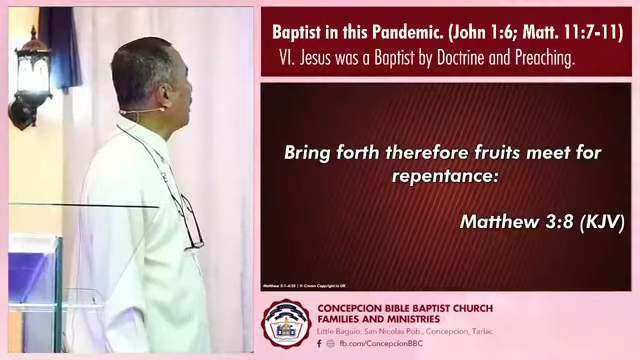 Baptist in this Pandemic. (John 1:6; Matt. 11:7-11)
VI. Jesus was a Baptist by Doctrine and Preaching.
Bring forth therefore fruits meet for
repentance:
Matthew 3:8 (KJV)
CONCEPCION BIBLE BAPTIST CHURCH
FAMILIES AND MINISTRIES
Little Baguio, San Nicolas Pob., Concepcion, Tarlac
fb.com/ConcepcionBBC